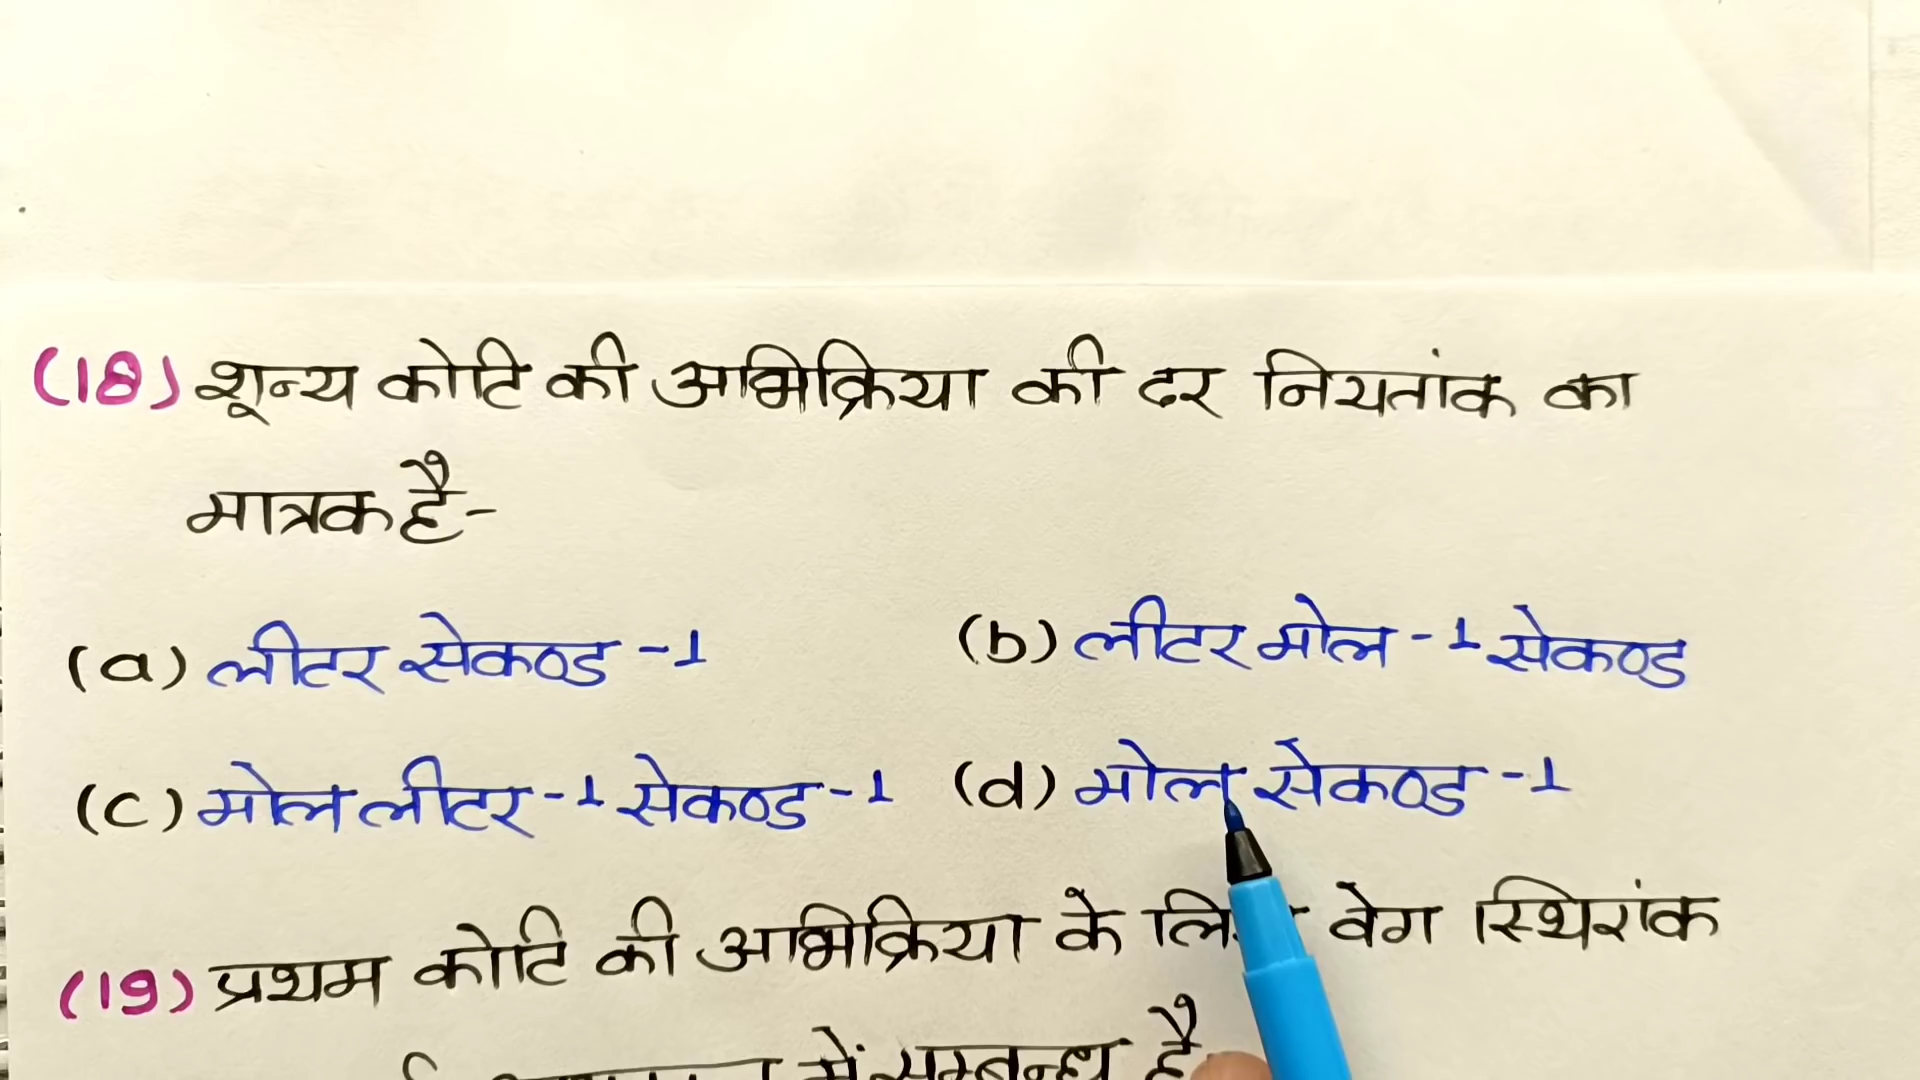 (18) शून्य कोटि की अभिक्रिया की दर नियतांक का
मात्रक है-
(a) लीटर सेकण्ड -1
(b) लीटर मोल -1 सेकण्ड
(c) मोल लीटर -1 सेकण्ड -1
(d) मोल सेकण्ड -1
(19) प्रथम कोटि की अभिक्रिया के वेग स्थिरांक
में सम्बन्ध है